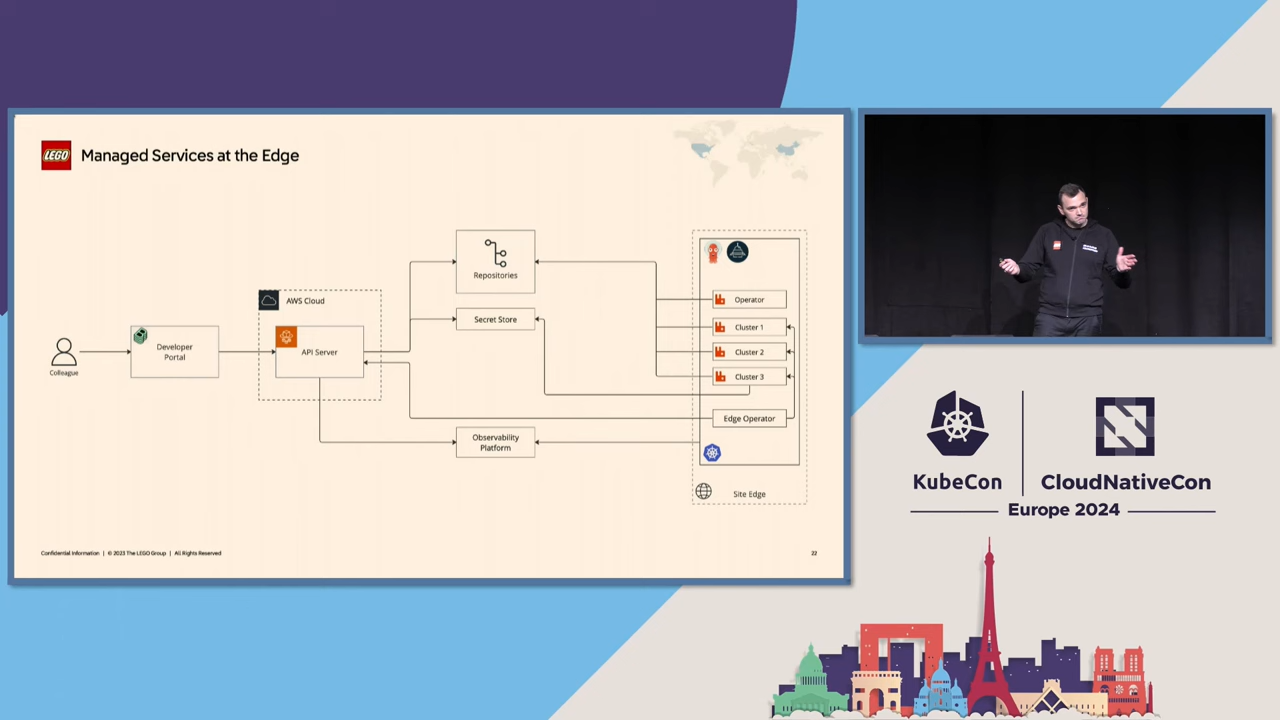 LEGO
Managed Services at the Edge
Repositories
AWS Cloud
Secret Store
Developer
Portal
API Server
Colleague
Observability
Platform
Operator
Cluster 1
Cluster 2
Cluster 3
Edge Operator
Site Edge
Confidential Information | © 2023 The LEGO Group | All Rights Reserved
22
KubeCon
CloudNativeCon
Europe 2024